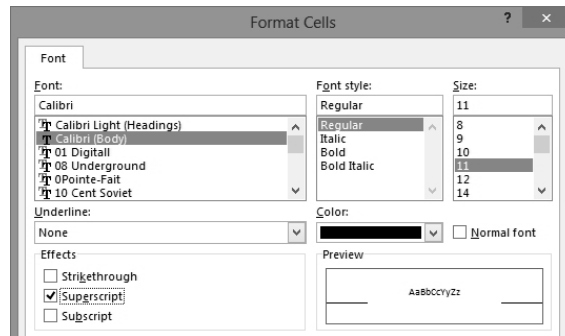 Format Cells ? ×
Font
Font: Font style: Size:
Calibri Regular 11
Calibri Light (Headings) Regular 8
Calibri (Body) Italic 9
01 Digitall Bold 10
08 Underground Bold Italic 11
0Pointe-Fait 12
10 Cent Soviet 14
Underline: Color:
None Normal font
Effects Preview
Strikethrough
Superscript AaBbCcYyZz
Subscript